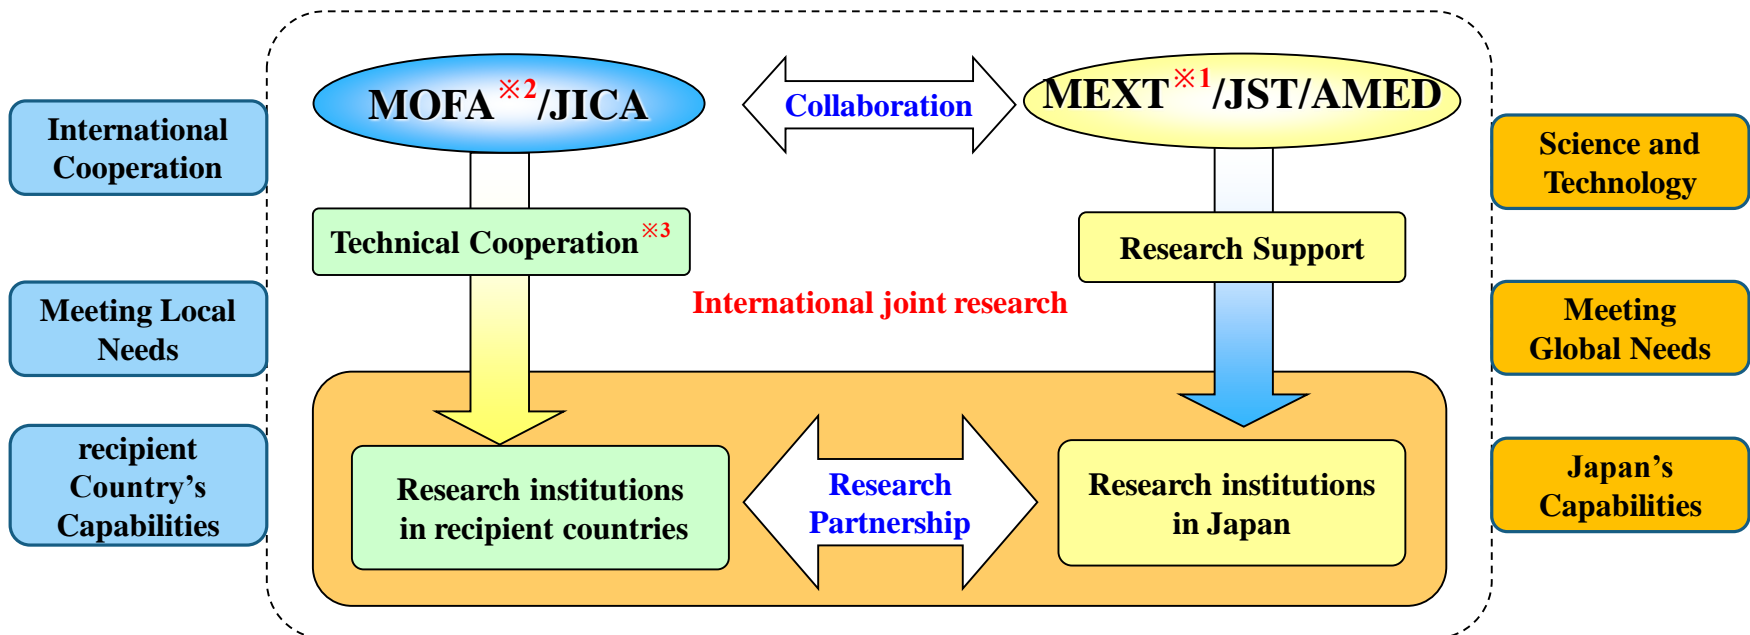 MOFA※2/JICA
Collaboration
MEXT※1/JST/AMED
International
Cooperation
Science and
Technology
Technical Cooperation※3
Research Support
Meeting Local
Needs
International joint research
Meeting
Global Needs
recipient
Country's
Capabilities
Research institutions
in recipient countries
Research
Partnership
Research institutions
in Japan
Japan's
Capabilities